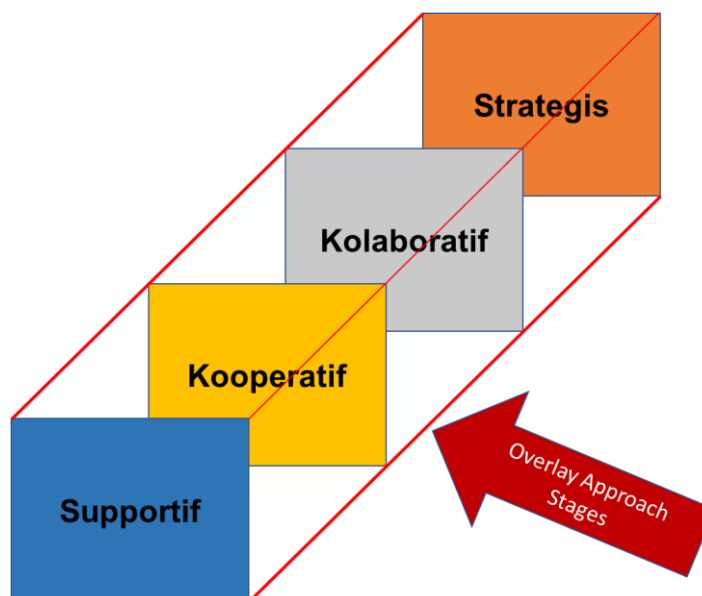 Strategis
Kolaboratif
Kooperatif
Supportif
Overlay Approach
Stages